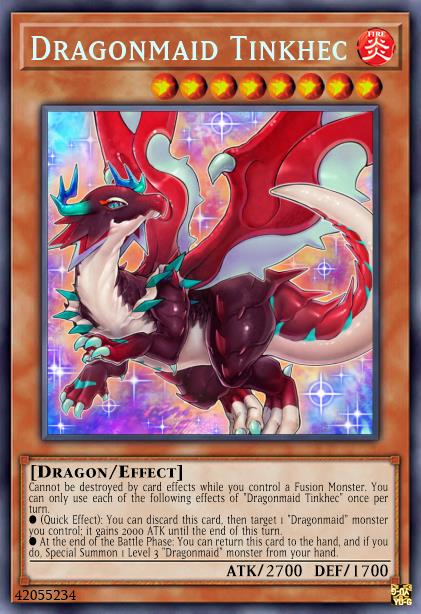 DRAGONMAID TINKHEC
FIRE
炎
[DRAGON/EFFECT]
Cannot be destroyed by card effects while you control a Fusion Monster. You
can only use each of the following effects of "Dragonmaid Tinkhec" once per
turn.
● (Quick Effect): You can discard this card, then target 1 "Dragonmaid" monster
you control; it gains 2000 ATK until the end of this turn.
● At the end of the Battle Phase: You can return this card to the hand, and if you
do, Special Summon 1 Level 3 "Dragonmaid" monster from your hand.
ATK/2700 DEF/1700
42055234